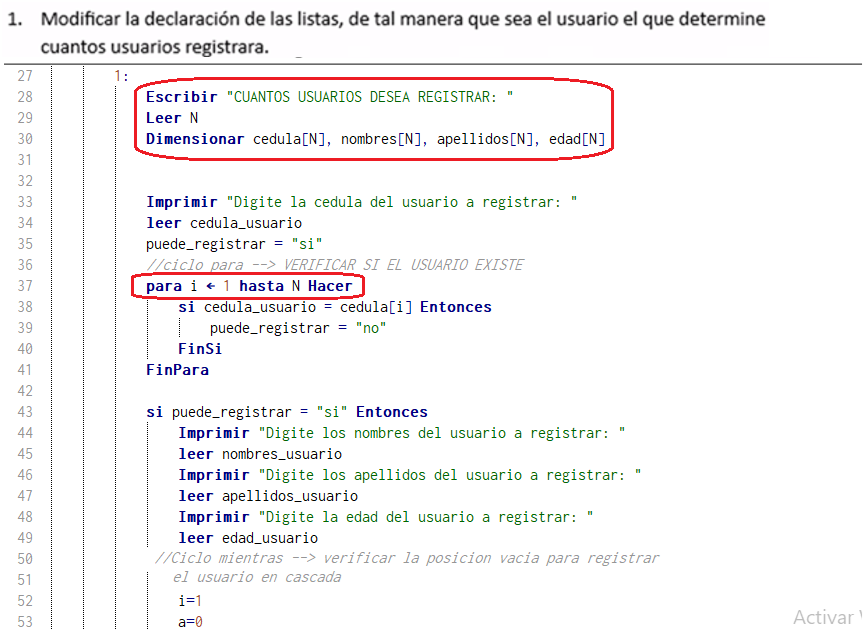 1. Modificar la declaración de las listas, de tal manera que sea el usuario el que determine
cuantos usuarios registrara.
27 1:
28 Escribir "CUANTOS USUARIOS DESEA REGISTRAR: "
29 Leer N
30 Dimensionar cedula[N], nombres[N], apellidos[N], edad[N]
31
32
33 Imprimir "Digite la cedula del usuario a registrar: "
34 leer cedula_usuario
35 puede_registrar = "si"
36 //ciclo para --> VERIFICAR SI EL USUARIO EXISTE
37 para i ← 1 hasta N Hacer
38 si cedula_usuario = cedula[i] Entonces
39 puede_registrar = "no"
40 FinSi
41 FinPara
42
43 si puede_registrar = "si" Entonces
44 Imprimir "Digite los nombres del usuario a registrar: "
45 leer nombres_usuario
46 Imprimir "Digite los apellidos del usuario a registrar: "
47 leer apellidos_usuario
48 Imprimir "Digite la edad del usuario a registrar: "
49 leer edad_usuario
50 //Ciclo mientras --> verificar la posicion vacia para registrar
51 el usuario en cascada
52 i=1
53 a=0
Activar